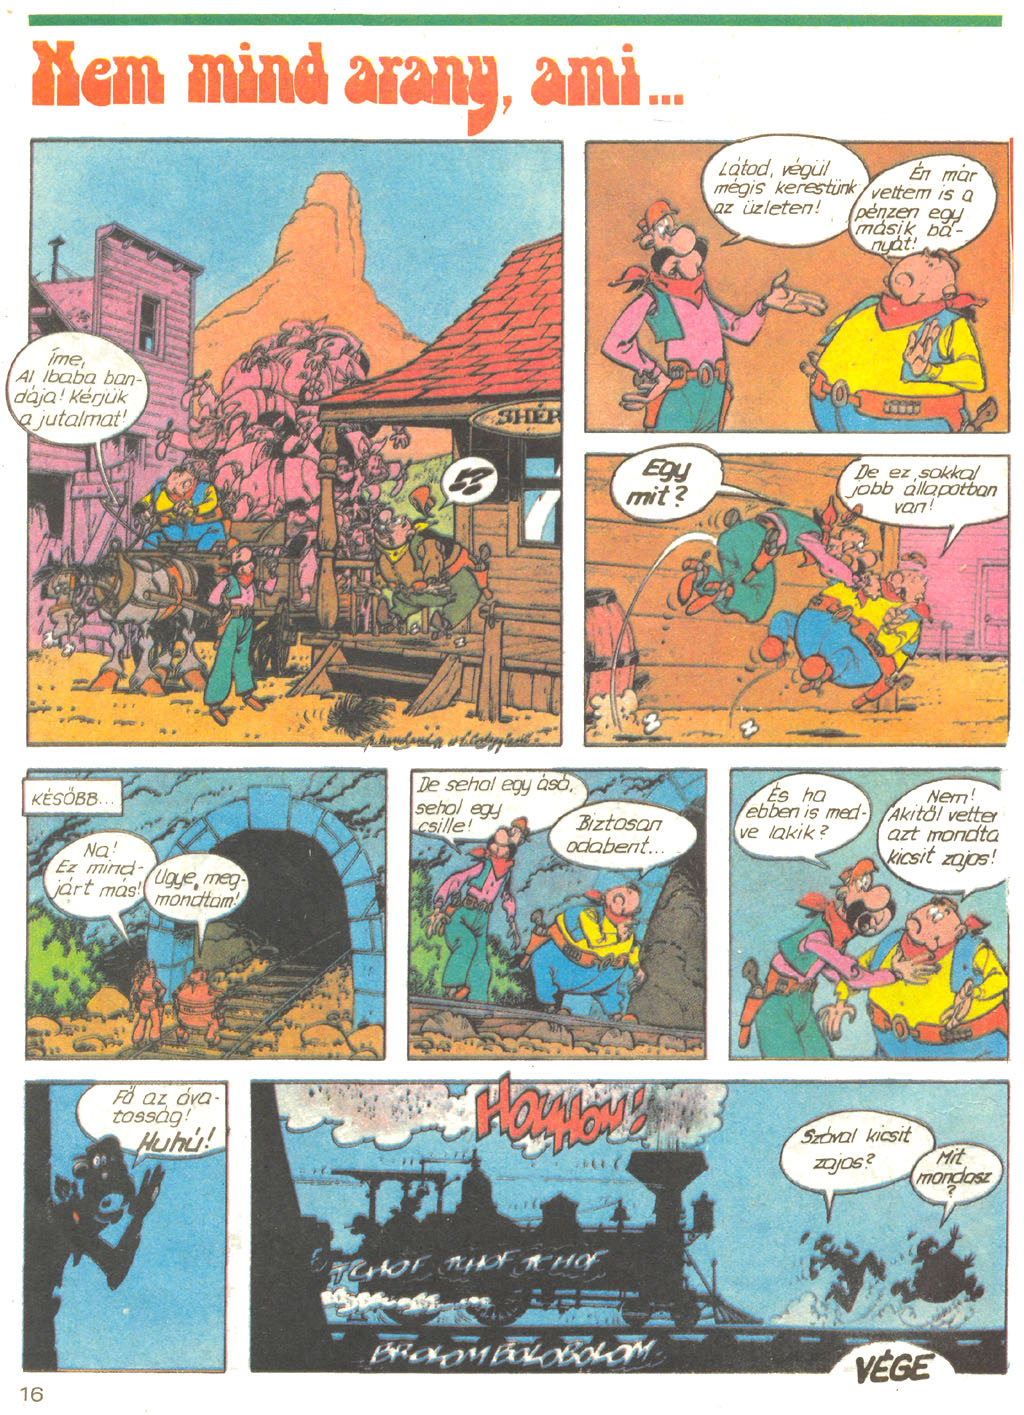 Nem mind arany, ami...
Íme,
Al Ibaba ban-
dája! Kérjük
a jutalmat!
SHÉR
!?
Látod, végül
mégis kerestünk
az üzleten!
Én már
vettem is a
pénzen egy
másik bá-
nyát!
Egy
mit?
De ez sokkal
jobb állapotban
van!
KÉSŐBB...
Na!
Ez mind-
járt más!
Ugye, meg-
mondtam!
De sehol egy ásó,
sehol egy
csille!
Biztosan
odabent...
És ha
ebben is med-
ve lakik?
Nem!
Akitől vettem
azt mondta
kicsit zajos!
Fő az óva-
tosság!
Huhú!
HOUHOU!
TCHOF TCHOF TCHOF
BROLOM BOLOBOLOM
Szóval kicsit
zajos?
Mit
mondasz
?
VÉGE
16